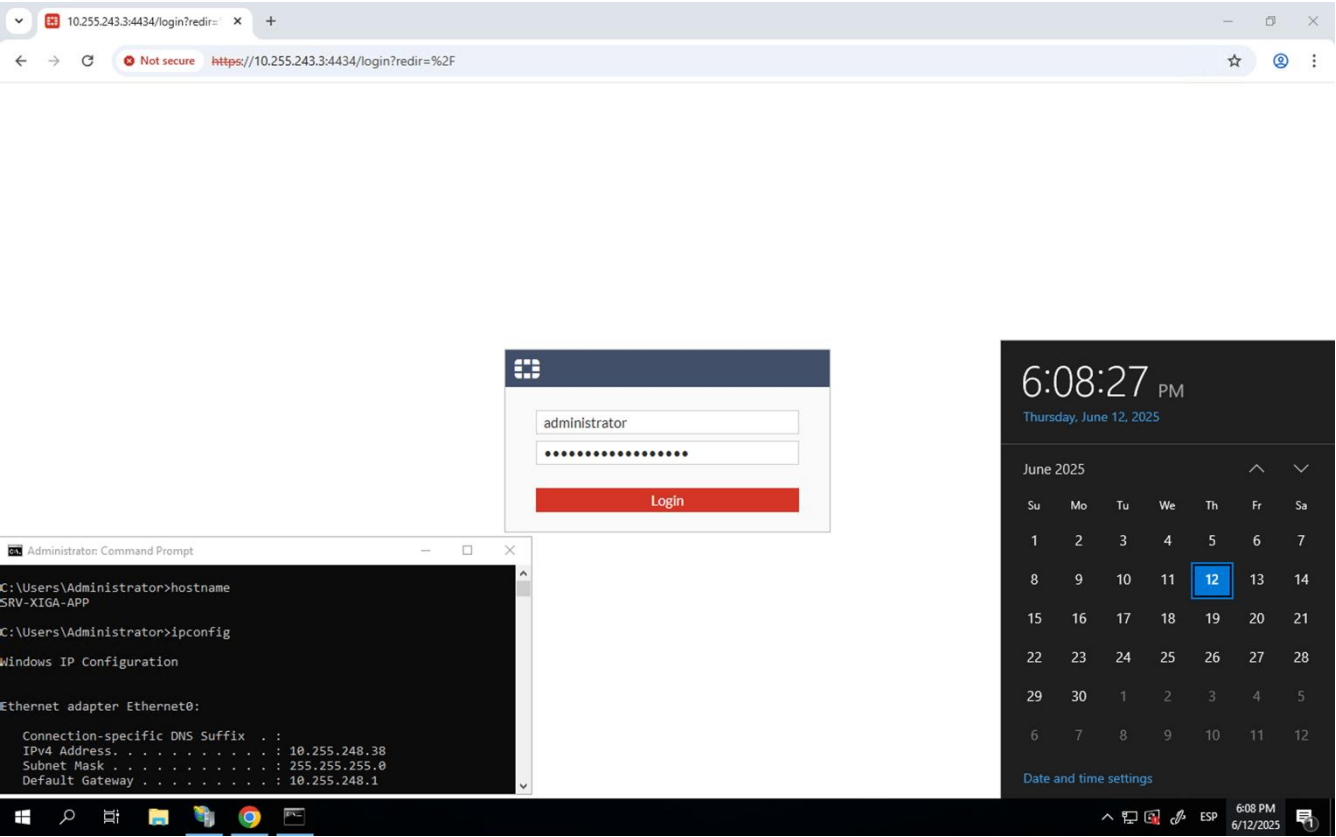 10.255.243.3:4434/login?redir=
Not secure
https://10.255.243.3:4434/login?redir=%2F
administrator
Login
Administrator: Command Prompt
C:\Users\Administrator>hostname
SRV-XIGA-APP
C:\Users\Administrator>ipconfig
Windows IP Configuration
Ethernet adapter Ethernet0:
Connection-specific DNS Suffix . :
IPv4 Address. . . . . . . . . . . : 10.255.248.38
Subnet Mask . . . . . . . . . . . : 255.255.255.0
Default Gateway . . . . . . . . . : 10.255.248.1
6:08:27 PM
Thursday, June 12, 2025
June 2025
Su Mo Tu We Th Fr Sa
1 2 3 4 5 6 7
8 9 10 11 12 13 14
15 16 17 18 19 20 21
22 23 24 25 26 27 28
29 30 1 2 3 4 5
6 7 8 9 10 11 12
Date and time settings
ESP
6:08 PM
6/12/2025
1